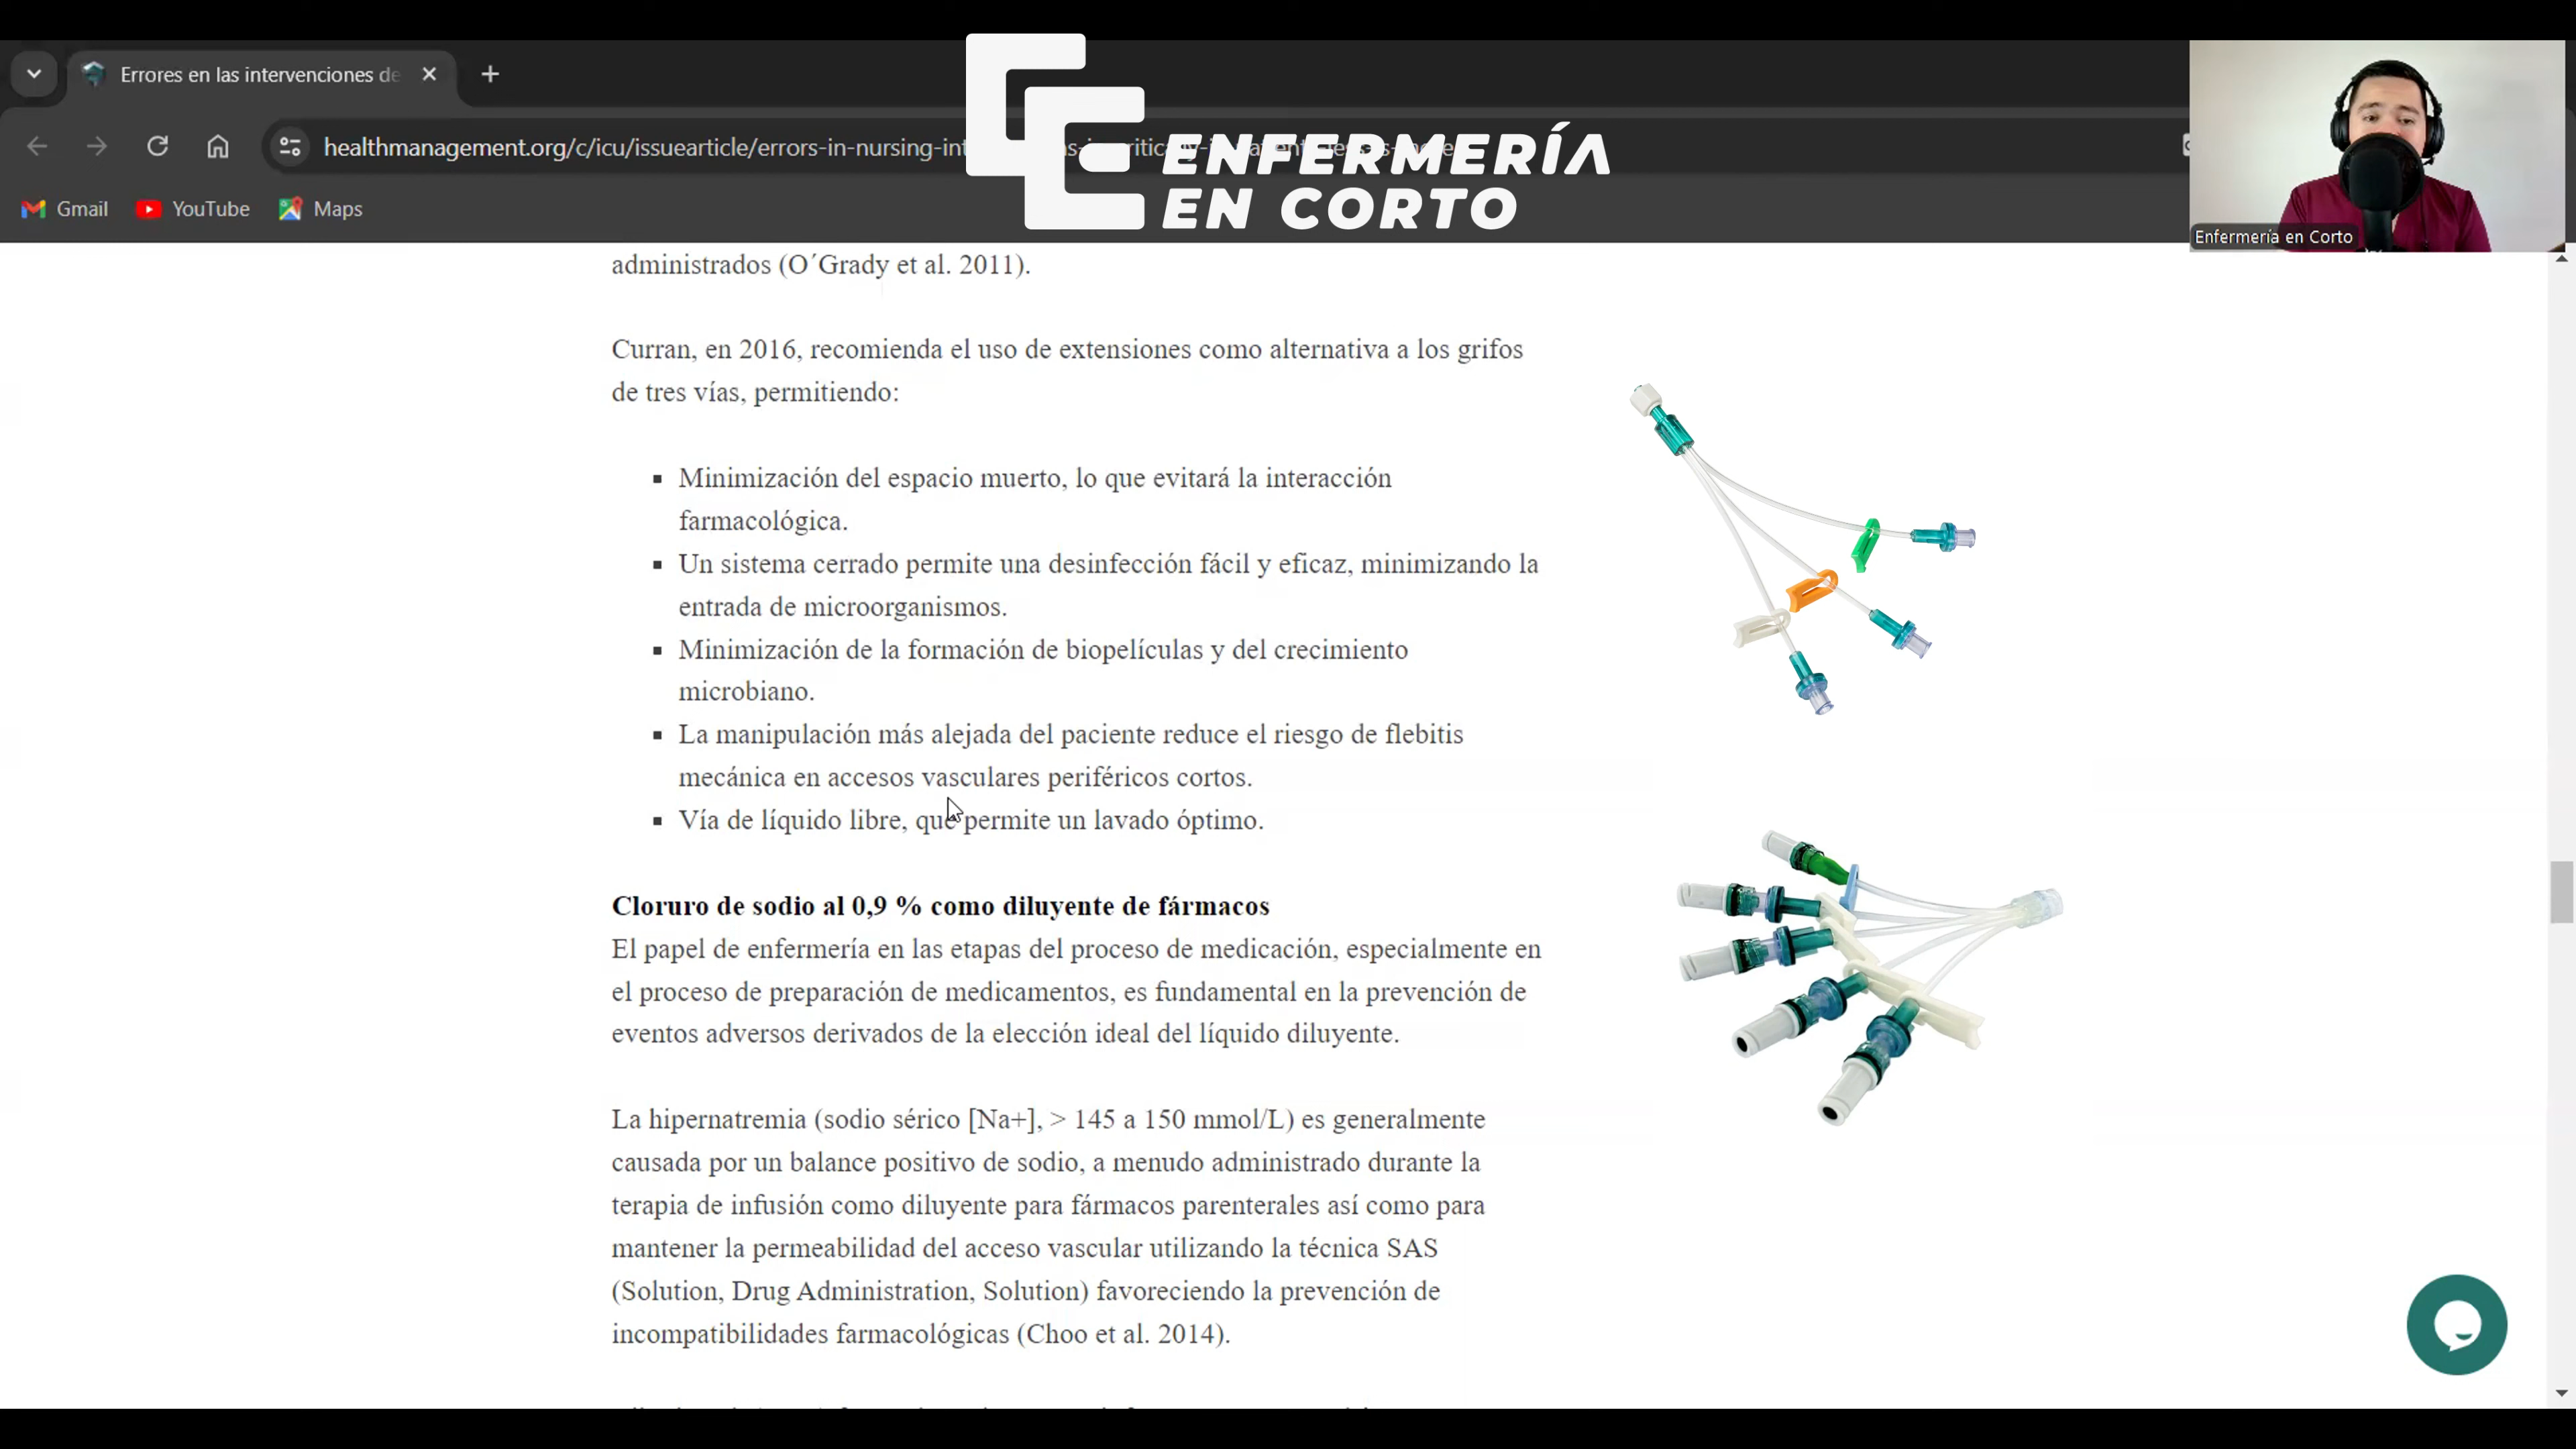 Errores en las intervenciones de
healthmanagement.org/c/icu/issuearticle/errors-in-nursing-int
ENFERMERÍA
EN CORTO
Gmail
YouTube
Maps
Enfermería en Corto
administrados (O´Grady et al. 2011).
Curran, en 2016, recomienda el uso de extensiones como alternativa a los grifos
de tres vías, permitiendo:
Minimización del espacio muerto, lo que evitará la interacción
farmacológica.
Un sistema cerrado permite una desinfección fácil y eficaz, minimizando la
entrada de microorganismos.
Minimización de la formación de biopelículas y del crecimiento
microbiano.
La manipulación más alejada del paciente reduce el riesgo de flebitis
mecánica en accesos vasculares periféricos cortos.
Vía de líquido libre, que permite un lavado óptimo.
Cloruro de sodio al 0,9 % como diluyente de fármacos
El papel de enfermería en las etapas del proceso de medicación, especialmente en
el proceso de preparación de medicamentos, es fundamental en la prevención de
eventos adversos derivados de la elección ideal del líquido diluyente.
La hipernatremia (sodio sérico [Na+], > 145 a 150 mmol/L) es generalmente
causada por un balance positivo de sodio, a menudo administrado durante la
terapia de infusión como diluyente para fármacos parenterales así como para
mantener la permeabilidad del acceso vascular utilizando la técnica SAS
(Solution, Drug Administration, Solution) favoreciendo la prevención de
incompatibilidades farmacológicas (Choo et al. 2014).